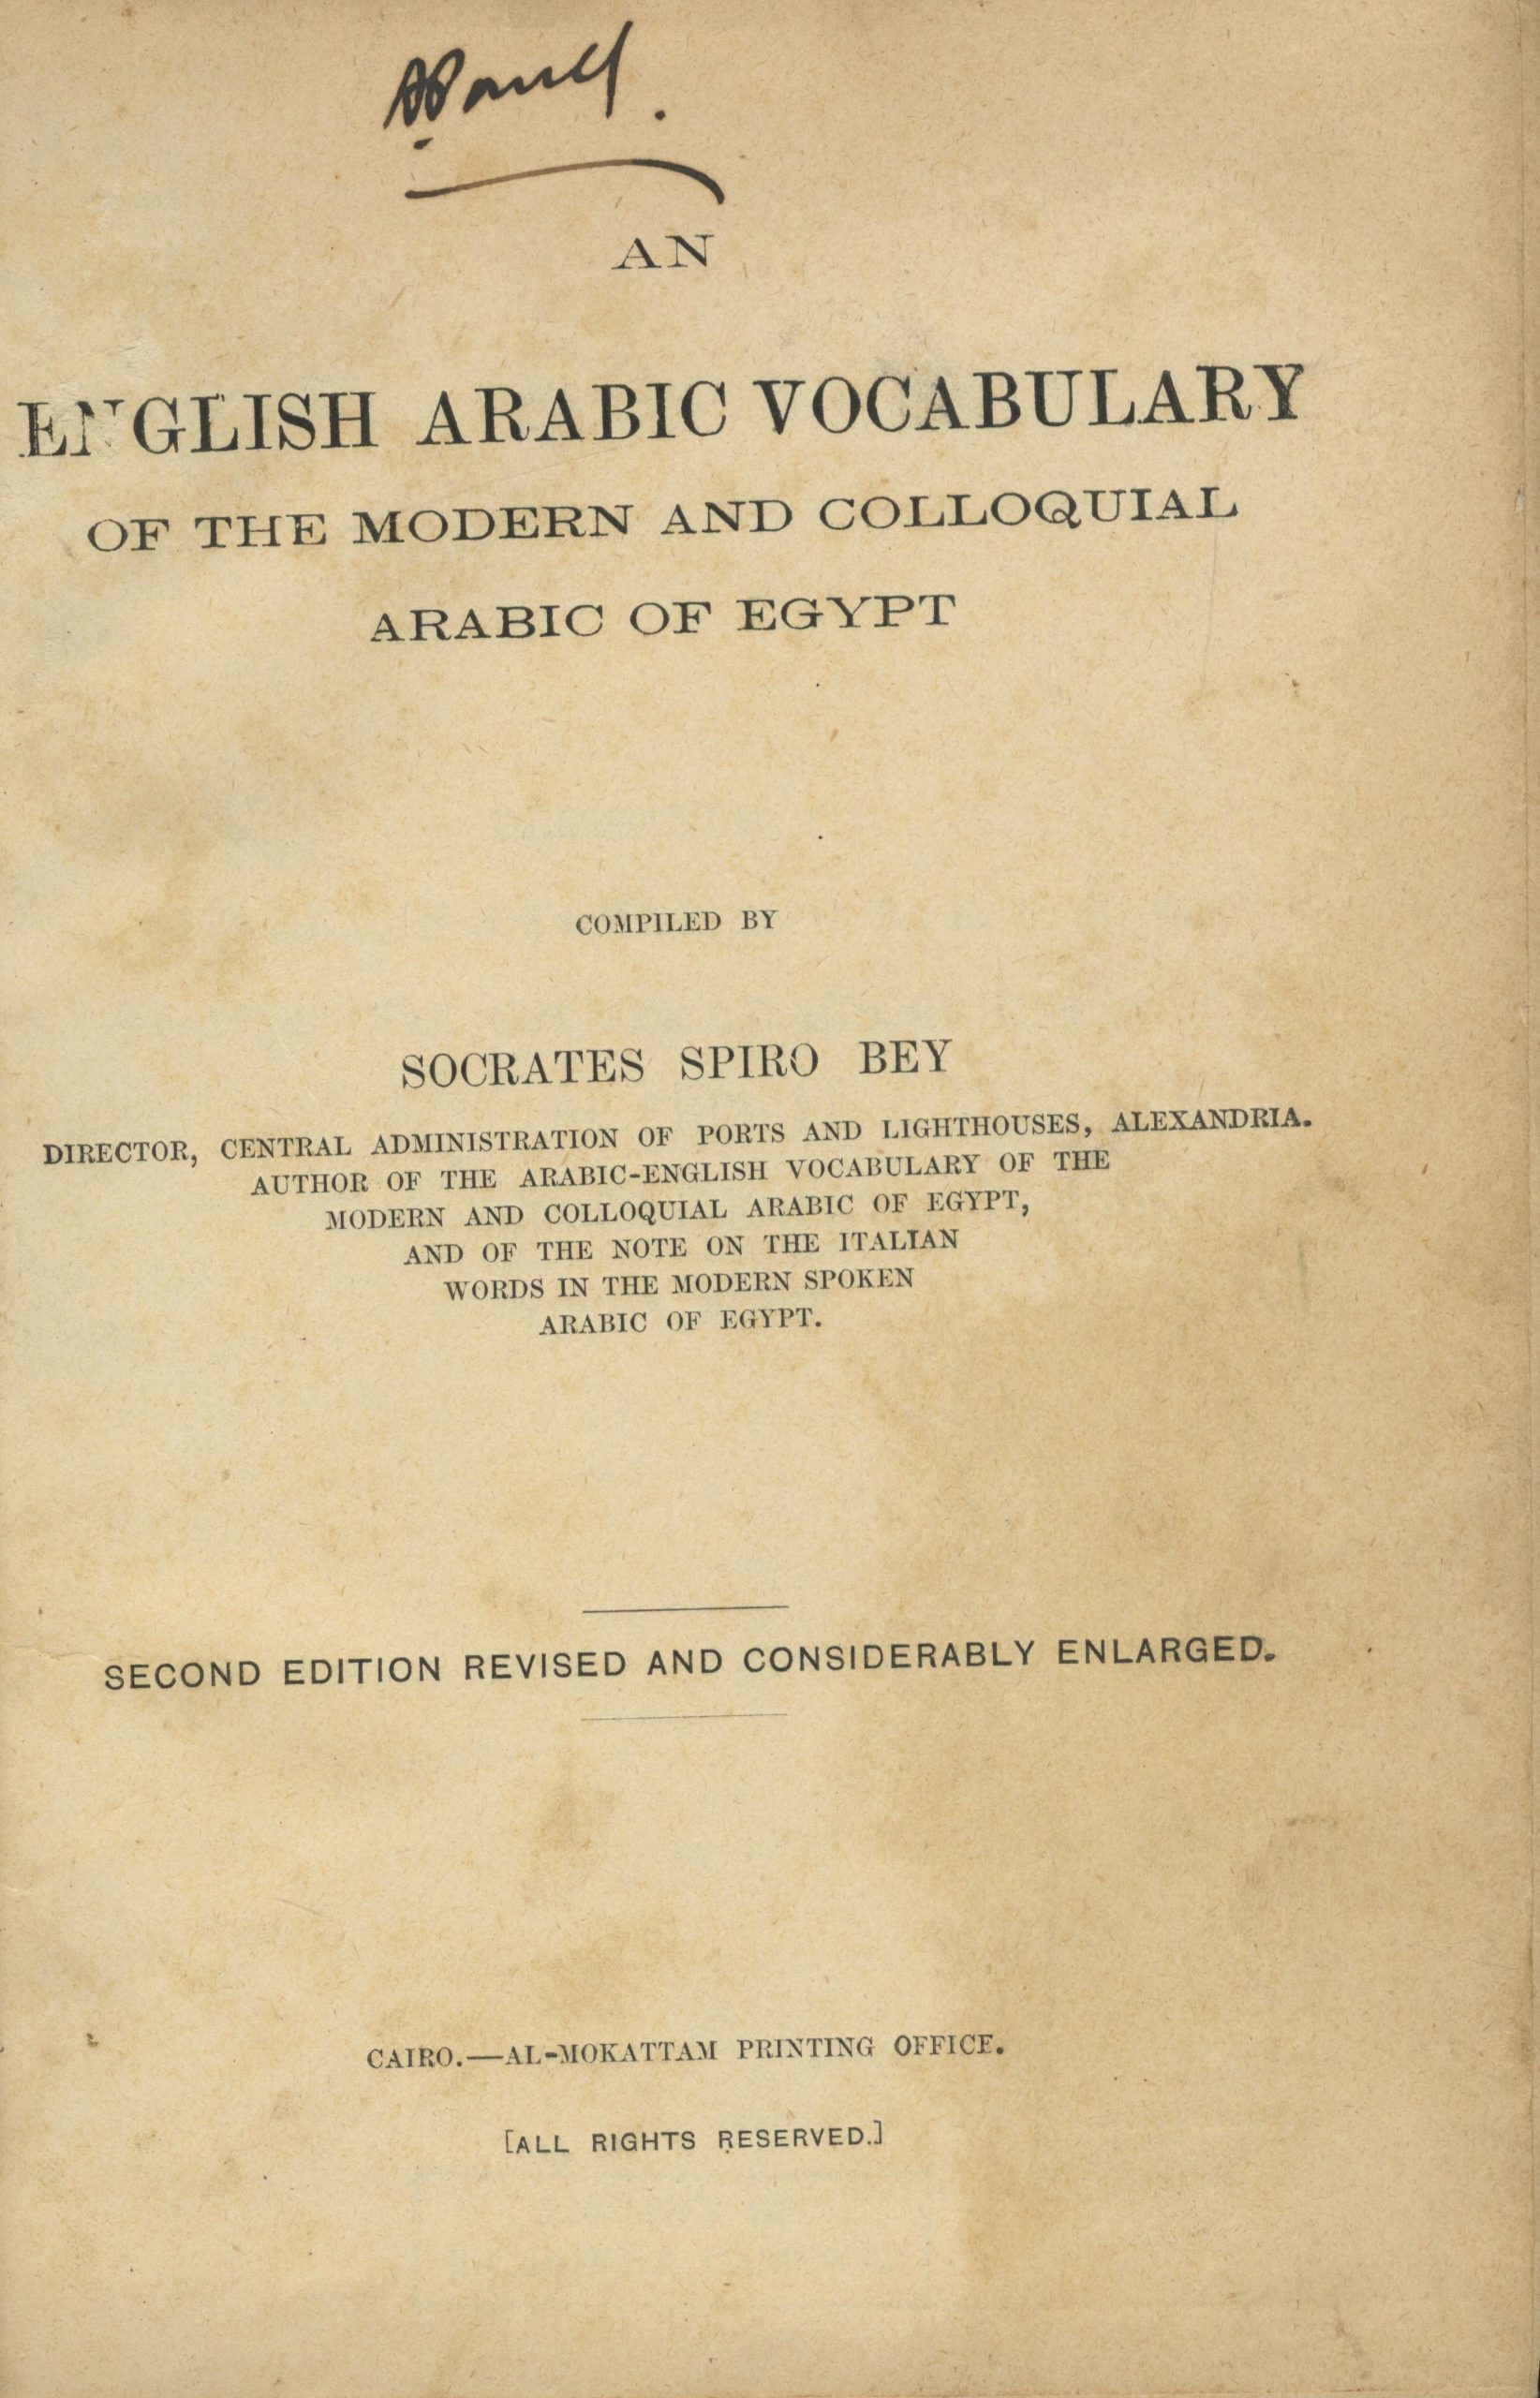 AN
ENGLISH ARABIC VOCABULARY
OF THE MODERN AND COLLOQUIAL
ARABIC OF EGYPT
COMPILED BY
SOCRATES SPIRO BEY
DIRECTOR, CENTRAL ADMINISTRATION OF PORTS AND LIGHTHOUSES, ALEXANDRIA.
AUTHOR OF THE ARABIC-ENGLISH VOCABULARY OF THE
MODERN AND COLLOQUIAL ARABIC OF EGYPT,
AND OF THE NOTE ON THE ITALIAN
WORDS IN THE MODERN SPOKEN
ARABIC OF EGYPT.
SECOND EDITION REVISED AND CONSIDERABLY ENLARGED.
CAIRO.—AL-MOKATTAM PRINTING OFFICE.
[ALL RIGHTS RESERVED.]